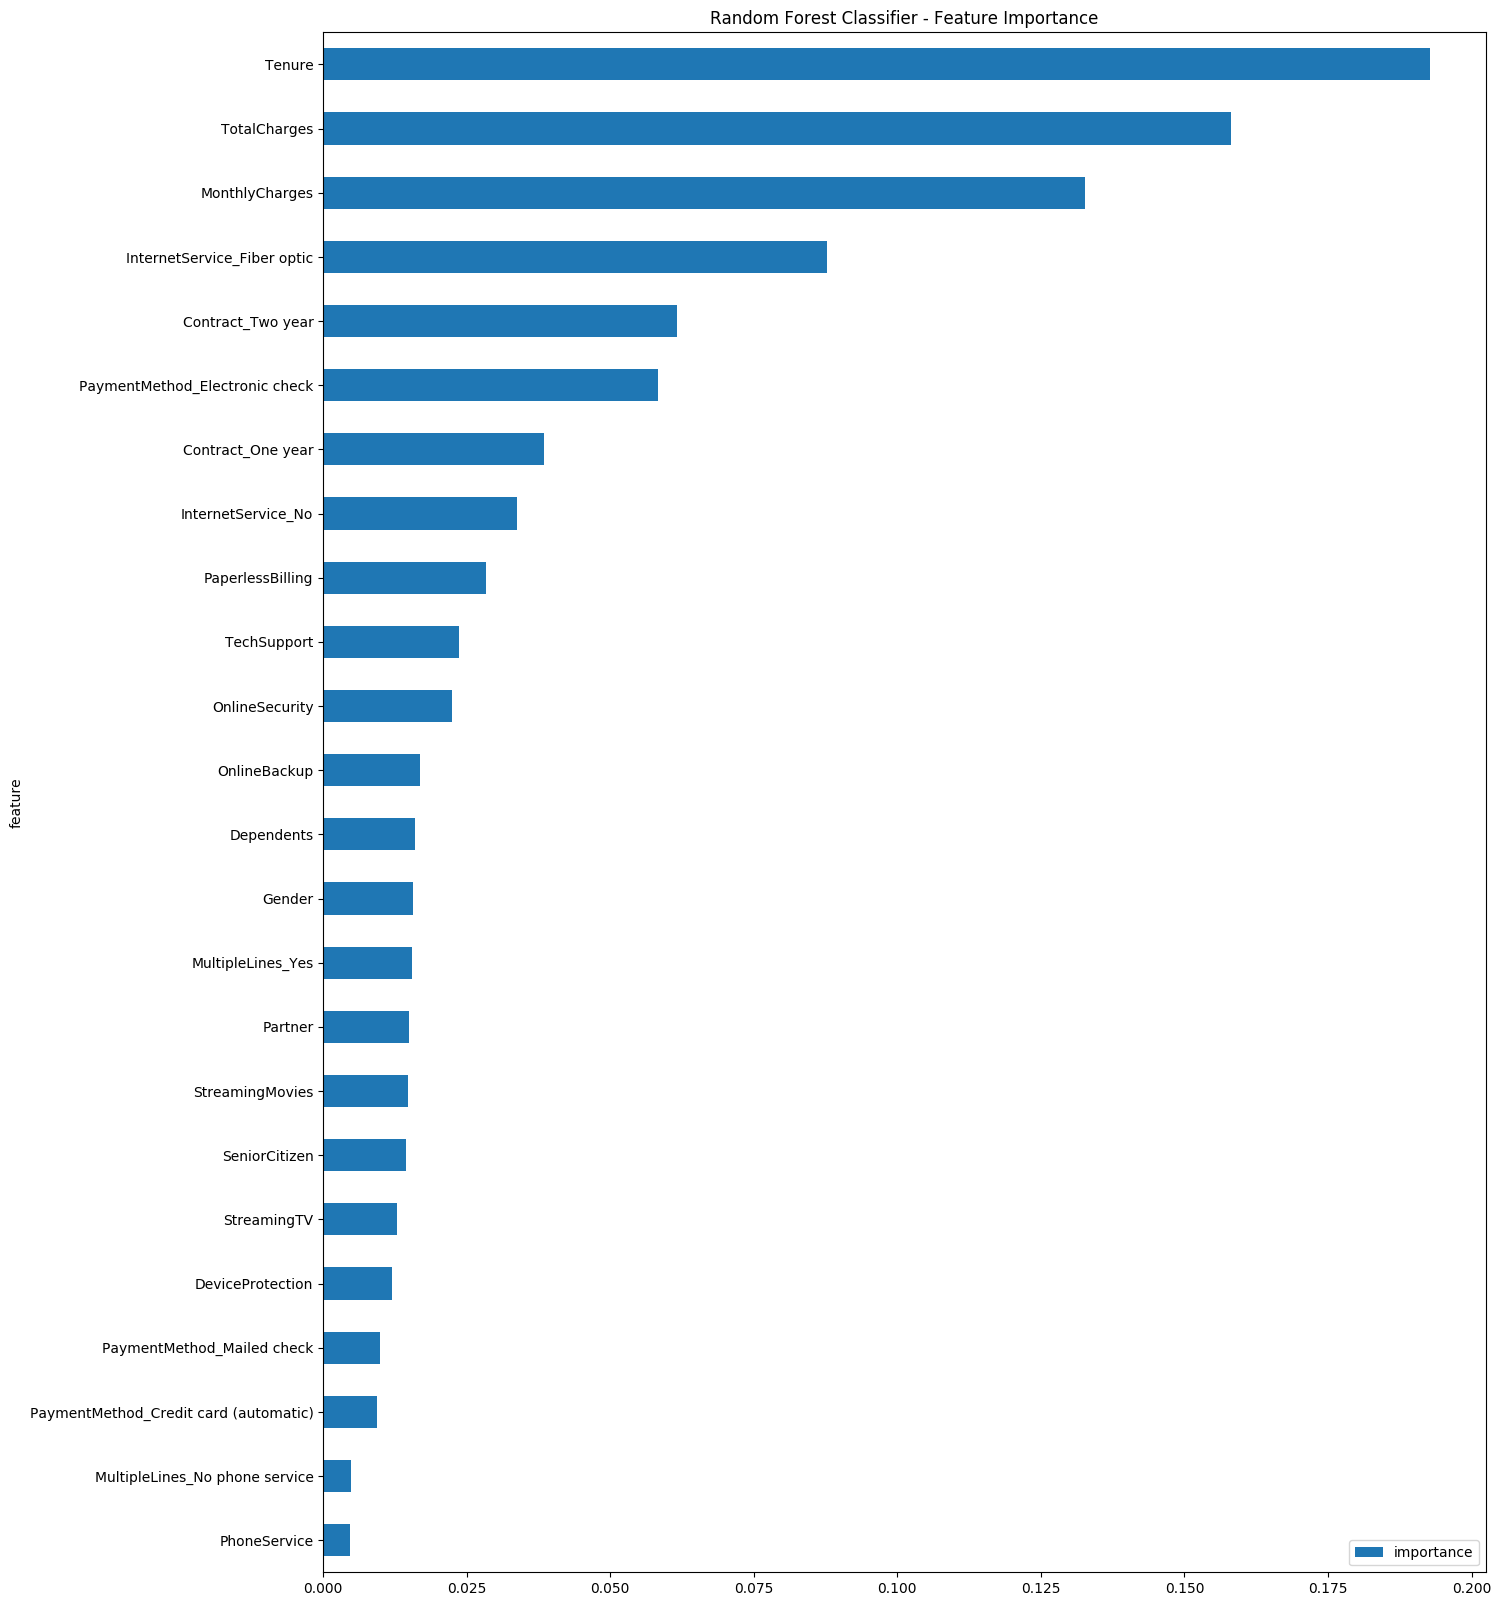 Random Forest Classifier - Feature Importance
Tenure
TotalCharges
MonthlyCharges
InternetService_Fiber optic
Contract_Two year
PaymentMethod_Electronic check
Contract_One year
InternetService_No
PaperlessBilling
TechSupport
OnlineSecurity
OnlineBackup
feature
Dependents
Gender
MultipleLines_Yes
Partner
StreamingMovies
SeniorCitizen
StreamingTV
DeviceProtection
PaymentMethod_Mailed check
PaymentMethod_Credit card (automatic)
MultipleLines_No phone service
PhoneService
importance
0.000 0.025 0.050 0.075 0.100 0.125 0.150 0.175 0.200